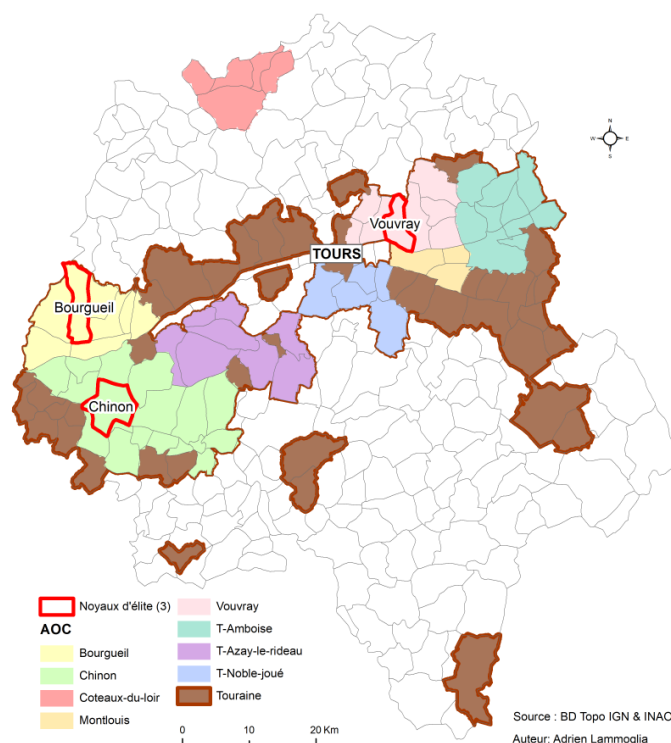 N
W E
S
Vouvray
TOURS
Bourgueil
Chinon
Noyaux d'élite (3)
AOC
Bourgueil
Chinon
Coteaux-du-loir
Montlouis
Vouvray
T-Amboise
T-Azay-le-rideau
T-Noble-joué
Touraine
0 10 20 Km
Source : BD Topo IGN & INAC
Auteur: Adrien Lammoglia